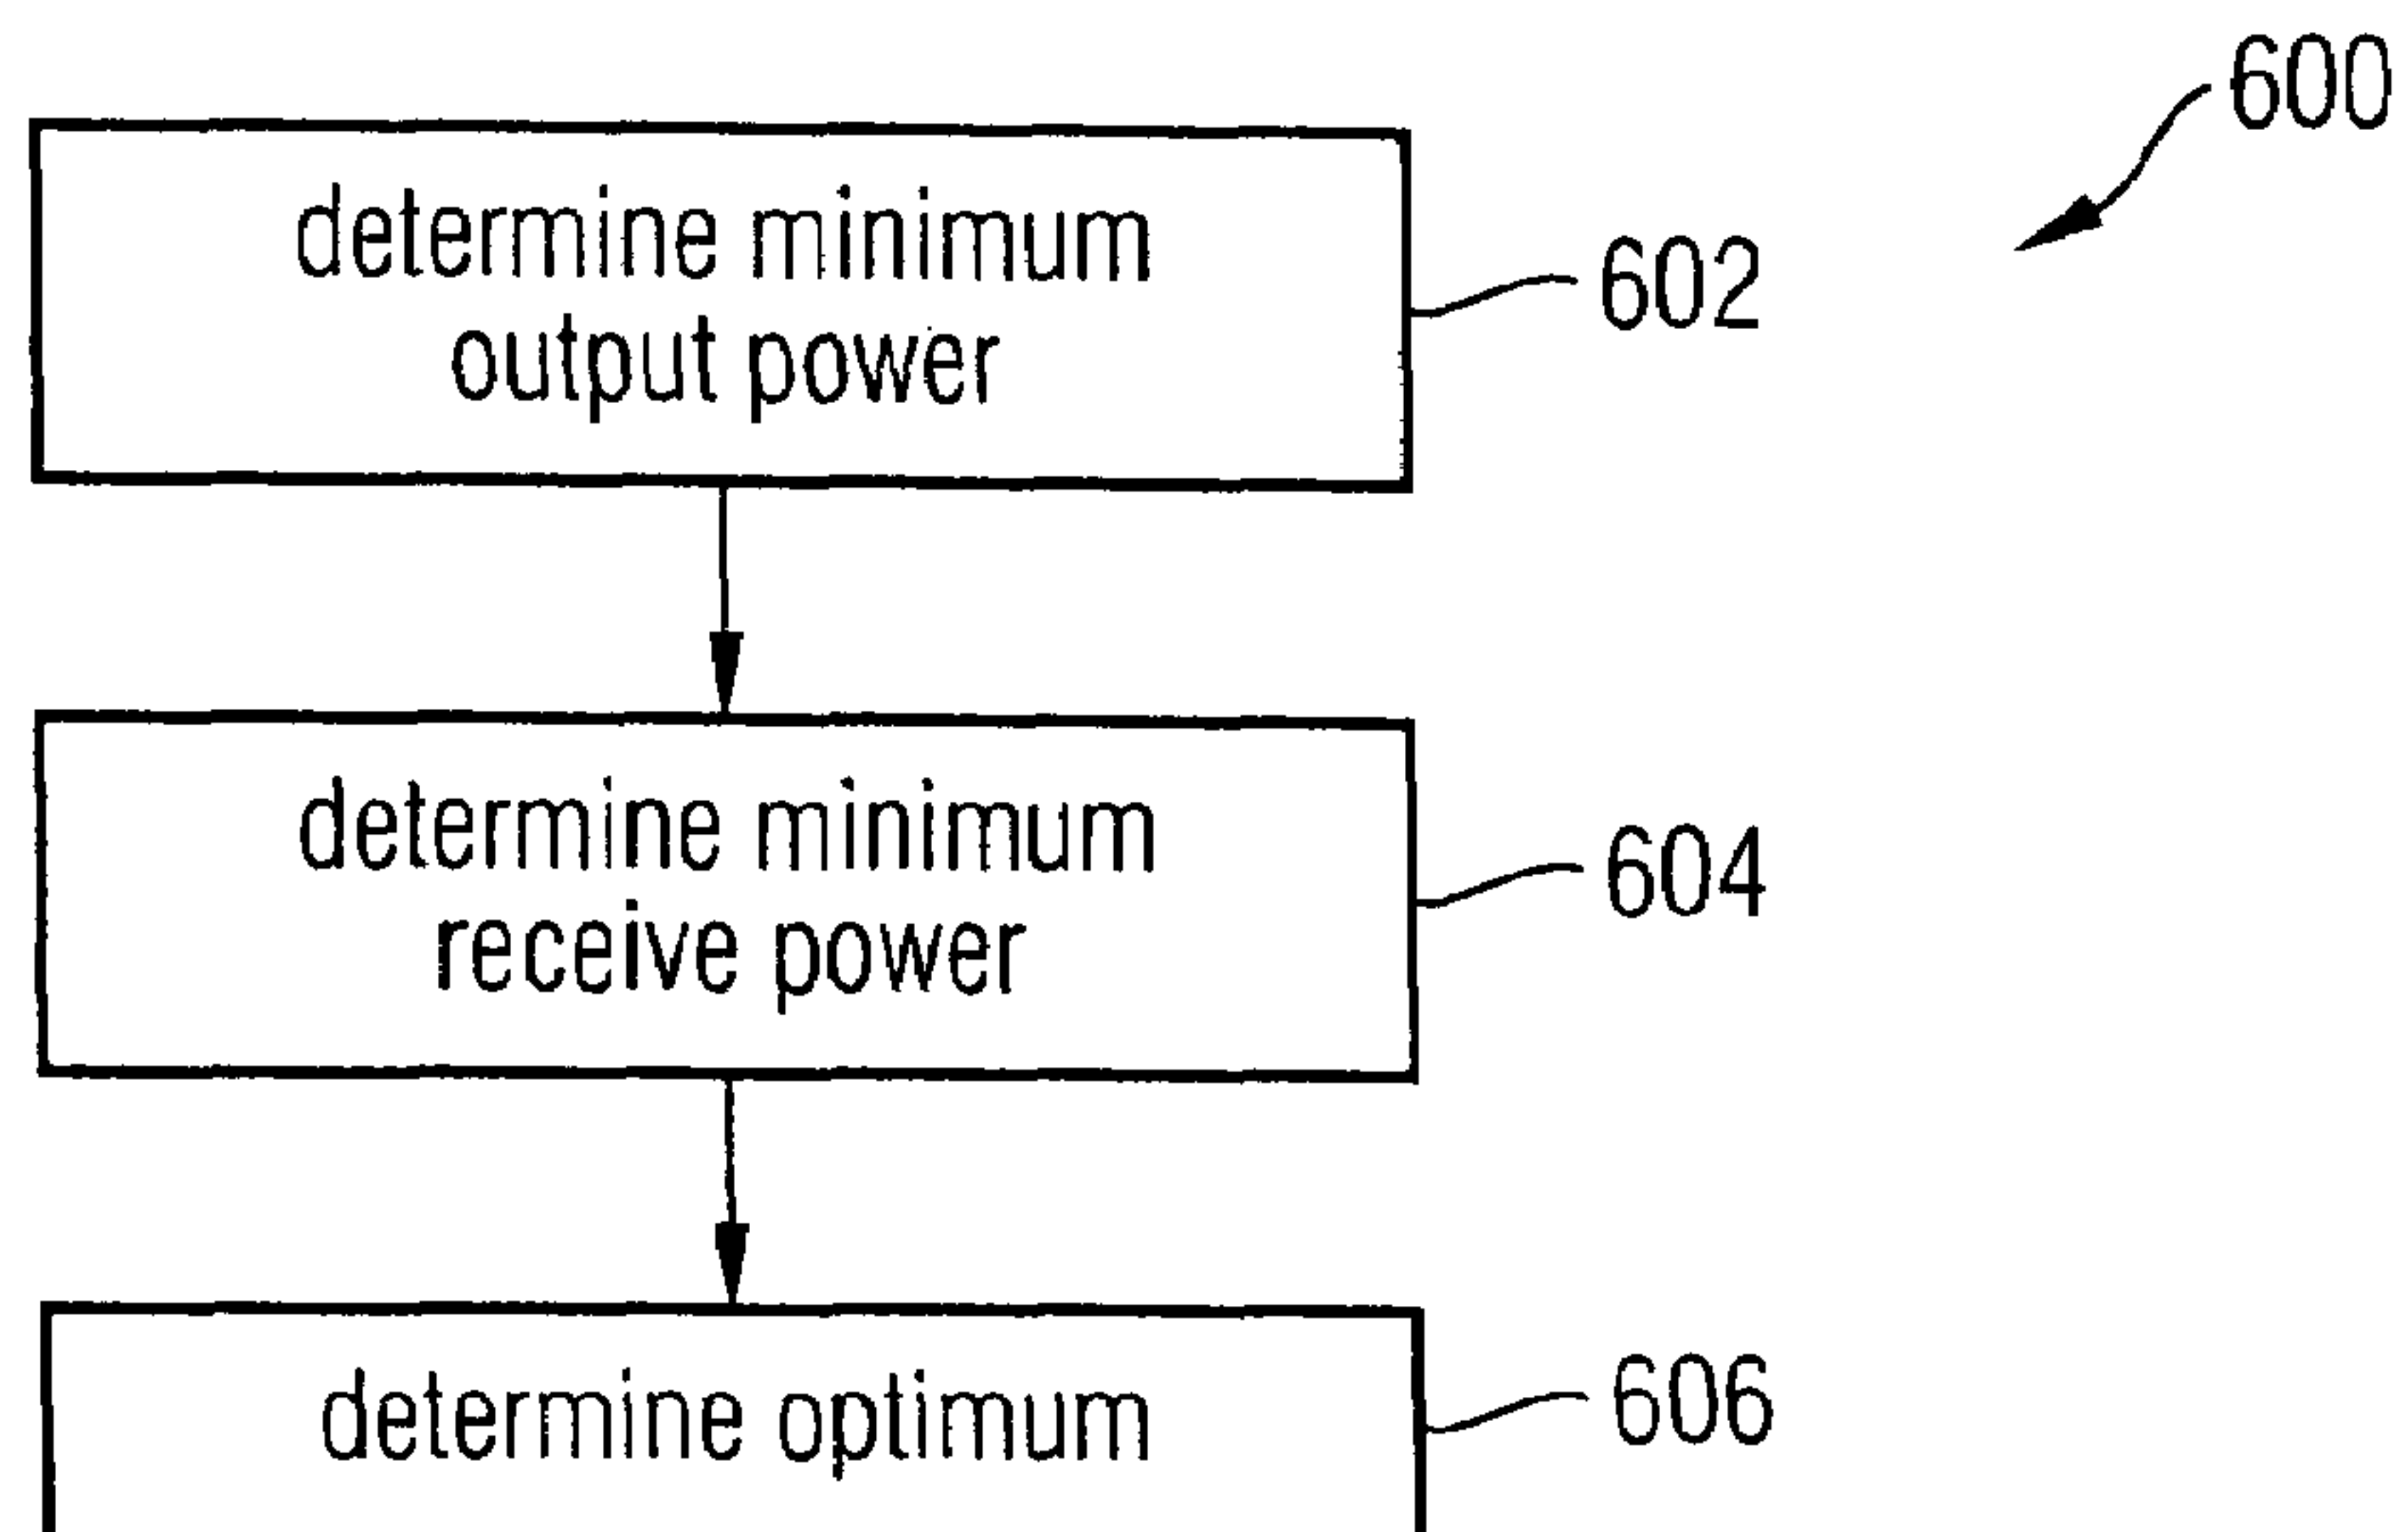 600
determine minimum
output power
602
determine minimum
receive power
604
determine optimum
606